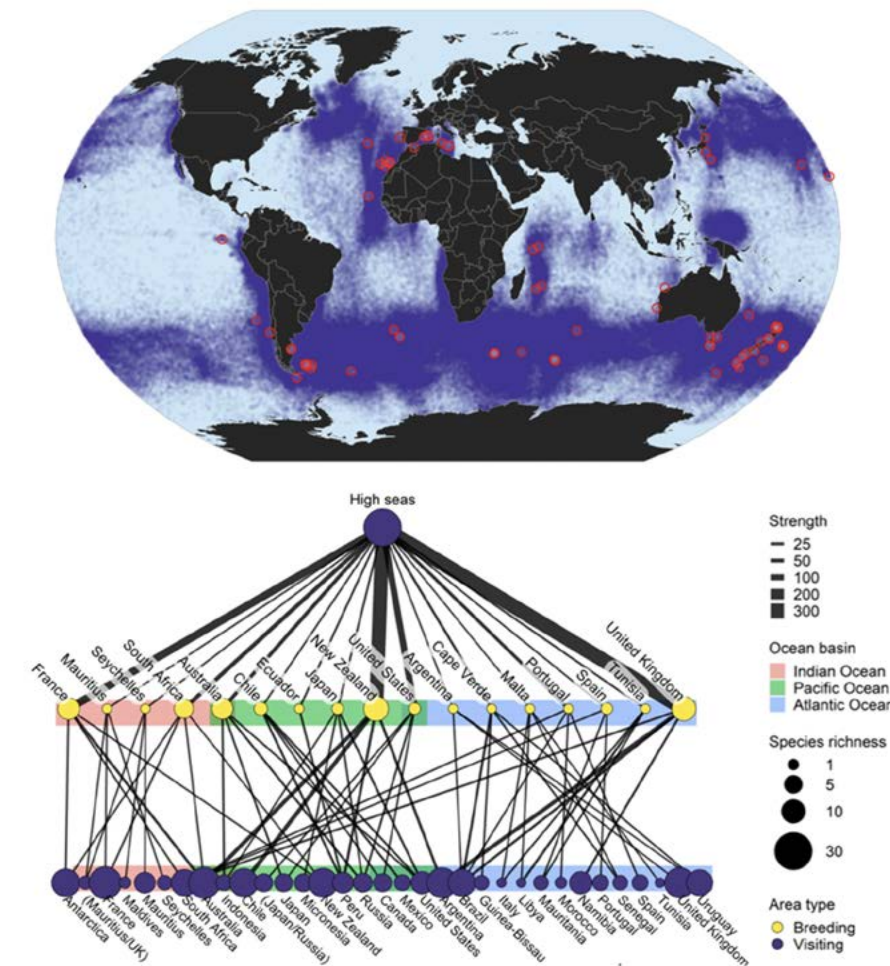 High seas
Strength
25
50
100
200
300
Ocean basin
Indian Ocean
Pacific Ocean
Atlantic Ocear
Species richness
1
5
10
30
Area type
Breeding
Visiting
France
Mauritius
Seychelles
South Africa
Australia
Chile
Ecuador
Japan
New Zealand
United States
Argentina
Cape Verde
Malta
Portugal
Spain
Tunisia
United Kingdom
Antarctica
(Mauritius/UK)
France
Maldives
Mauritius
Seychelles
South Africa
Australia
Indonesia
Chile
(Japan/Russia)
Japan
Micronesia
New Zealand
Peru
Russia
Canada
Mexico
United States
Argentina
Brazil
Guinea-Bissau
Italy
Libya
Mauritania
Morocco
Namibia
Portugal
Senegal
Spain
Tunisia
United Kingdom
Uruguay